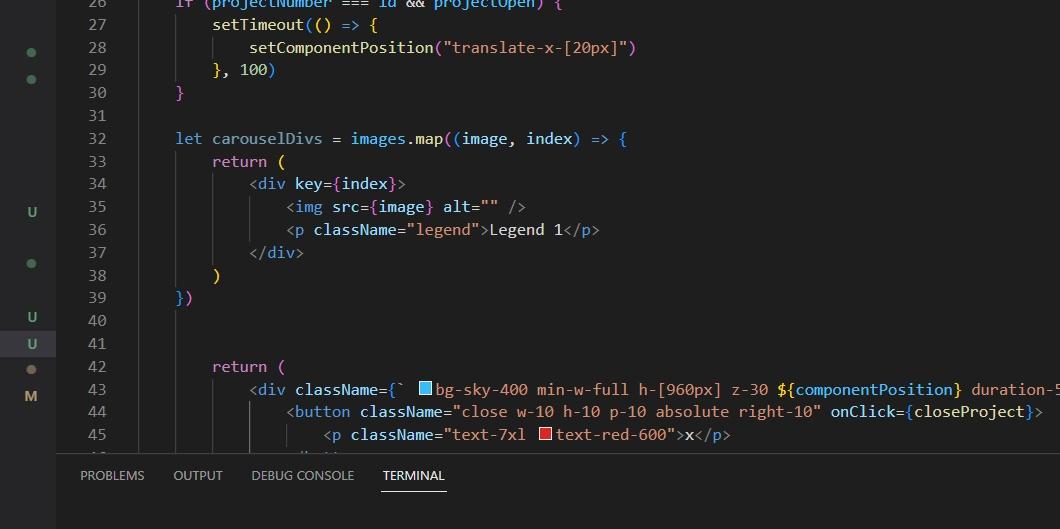 26 if (projectNumber === id && projectOpen) {
27 setTimeout(() => {
28 setComponentPosition("translate-x-[20px]")
29 }, 100)
30 }
31
32 let carouselDivs = images.map((image, index) => {
33 return (
34 <div key={index}>
35 <img src={image} alt="" />
36 <p className="legend">Legend 1</p>
37 </div>
38 )
39 })
40
41
42 return (
43 <div className={` bg-sky-400 min-w-full h-[960px] z-30 ${componentPosition} duration-5
44 <button className="close w-10 h-10 p-10 absolute right-10" onClick={closeProject}>
45 <p className="text-7xl text-red-600">x</p>
U
U
U
M
PROBLEMS OUTPUT DEBUG CONSOLE TERMINAL